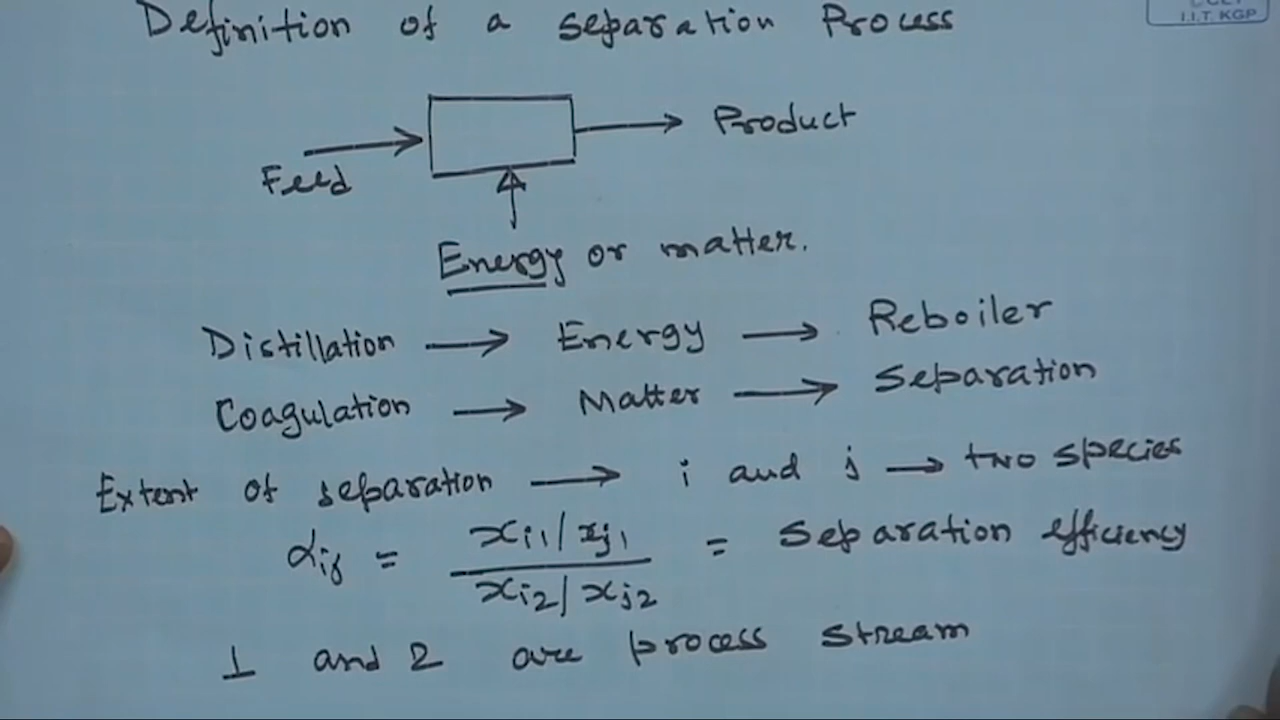 Definition of a separation Process
I.I.T. KGP
Feed
Product
Energy or matter.
Distillation → Energy → Reboiler
Coagulation → Matter → Separation
Extent of separation → i and j → two species
αij = xi1/xj1 / xi2/xj2 = separation efficiency
1 and 2 are process stream